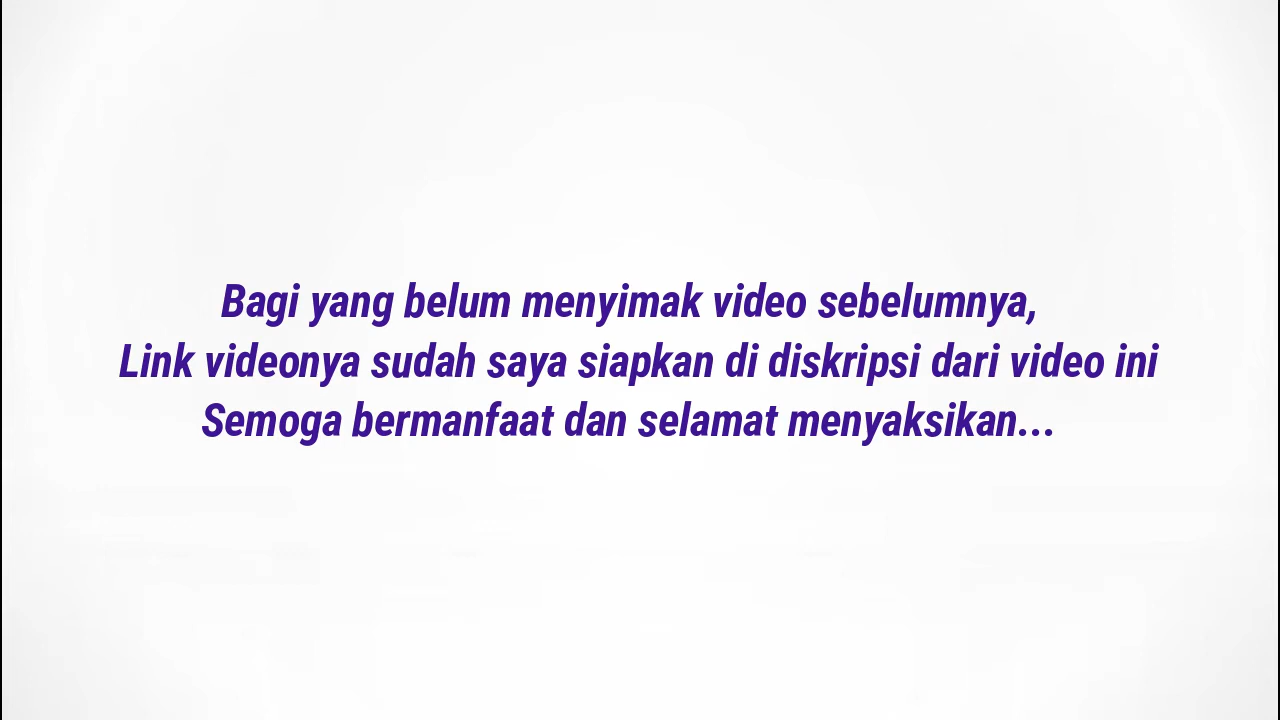 Bagi yang belum menyimak video sebelumnya,
Link videonya sudah saya siapkan di diskripsi dari video ini
Semoga bermanfaat dan selamat menyaksikan...